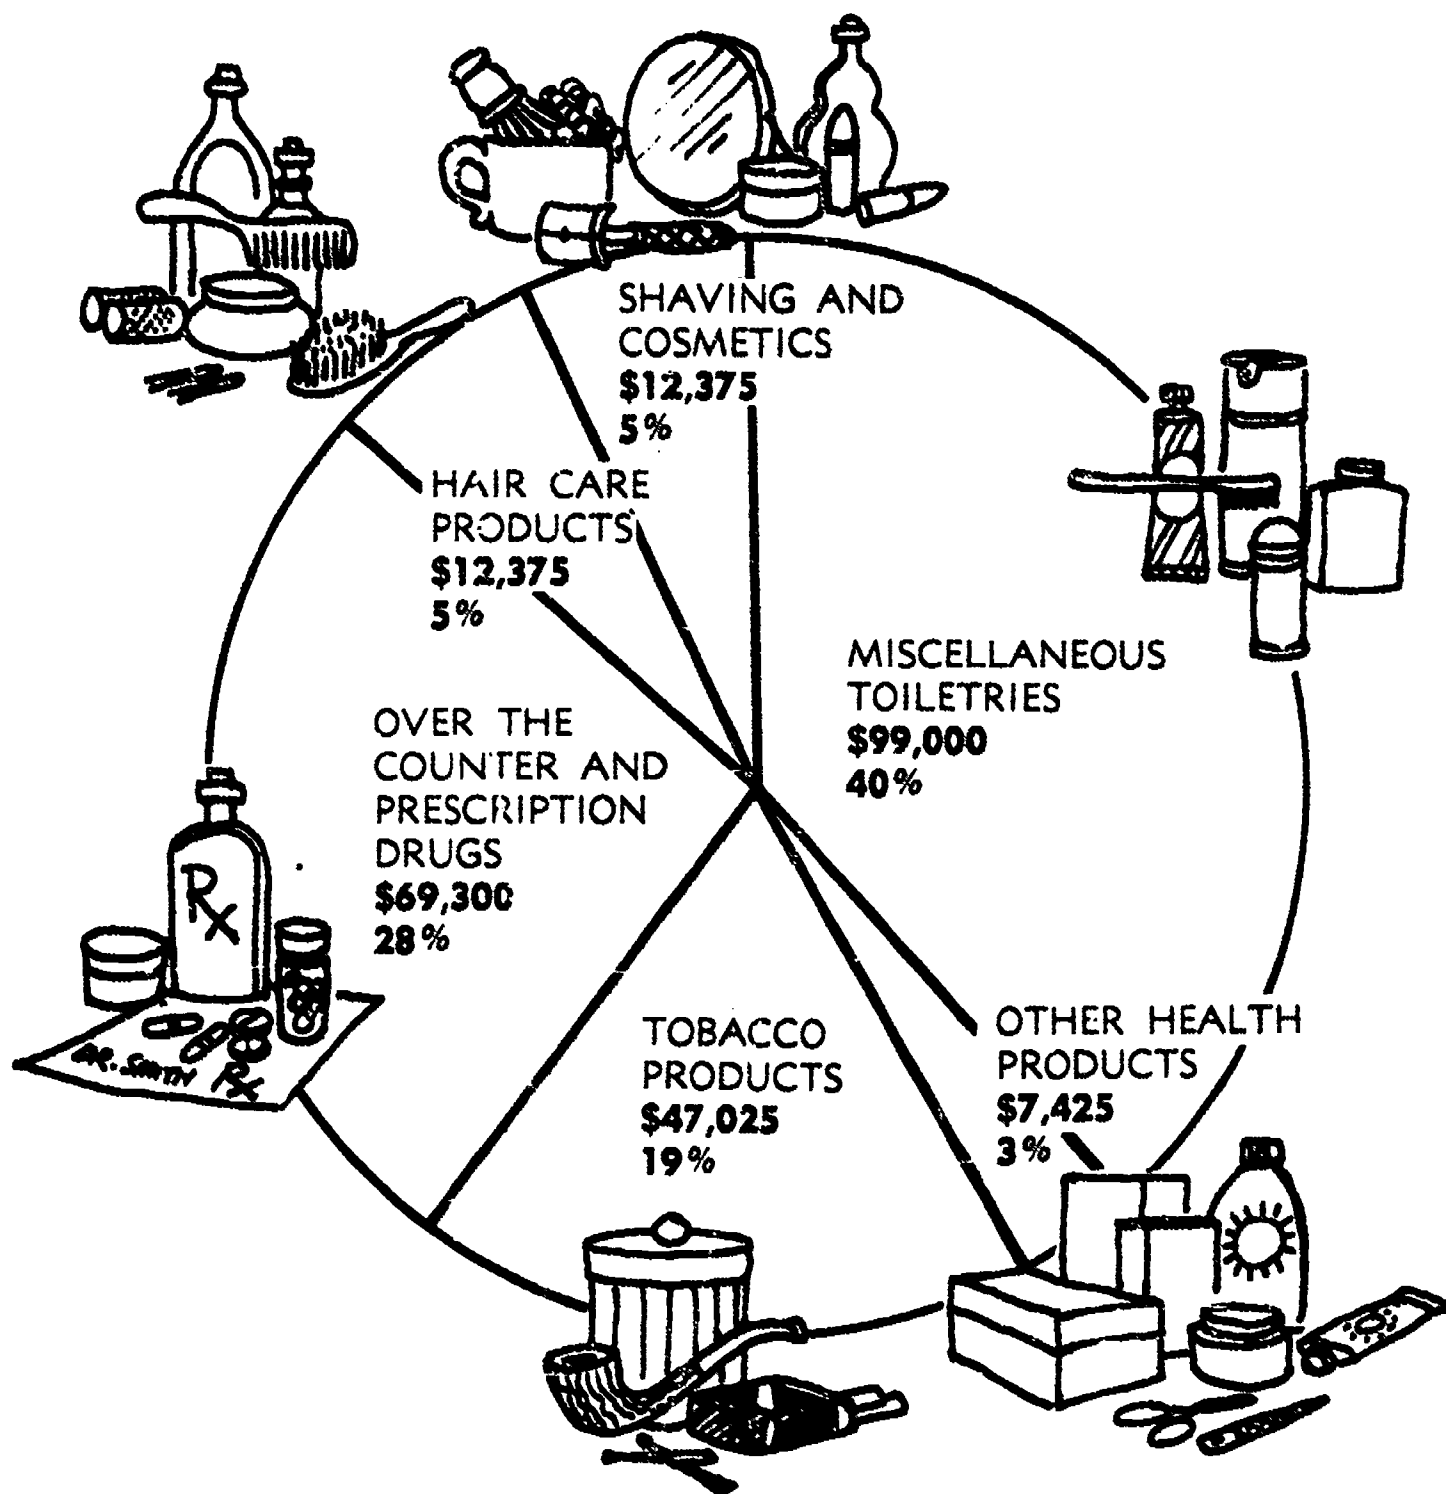 SHAVING AND
COSMETICS
$12,375
5%
HAIR CARE
PRODUCTS
$12,375
5%
MISCELLANEOUS
TOILETRIES
$99,000
40%
OVER THE
COUNTER AND
PRESCRIPTION
DRUGS
$69,300
28%
Rx
DR. SMITH Rx
TOBACCO
PRODUCTS
$47,025
19%
OTHER HEALTH
PRODUCTS
$7,425
3%